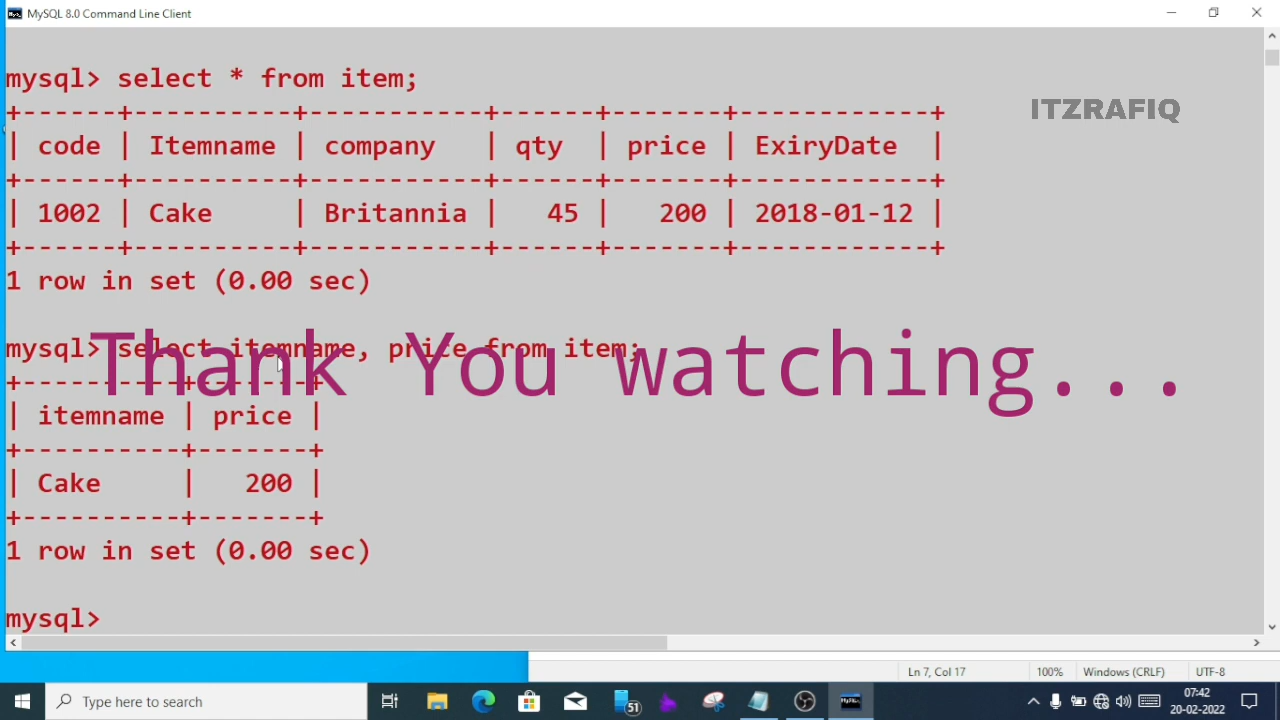 MySQL 8.0 Command Line Client
mysql> select * from item;
+------+----------+-----------+------+-------+------------+
| code | Itemname | company   | qty  | price | ExiryDate  |
+------+----------+-----------+------+-------+------------+
| 1002 | Cake     | Britannia |   45 |   200 | 2018-01-12 |
+------+----------+-----------+------+-------+------------+
1 row in set (0.00 sec)
ITZRAFIQ
mysql> select itemname, price from item;
Thank You watching...
+----------+-------+
| itemname | price |
+----------+-------+
| Cake     |   200 |
+----------+-------+
1 row in set (0.00 sec)
mysql>
Ln 7, Col 17 100% Windows (CRLF) UTF-8
Type here to search
51
07:42
20-02-2022